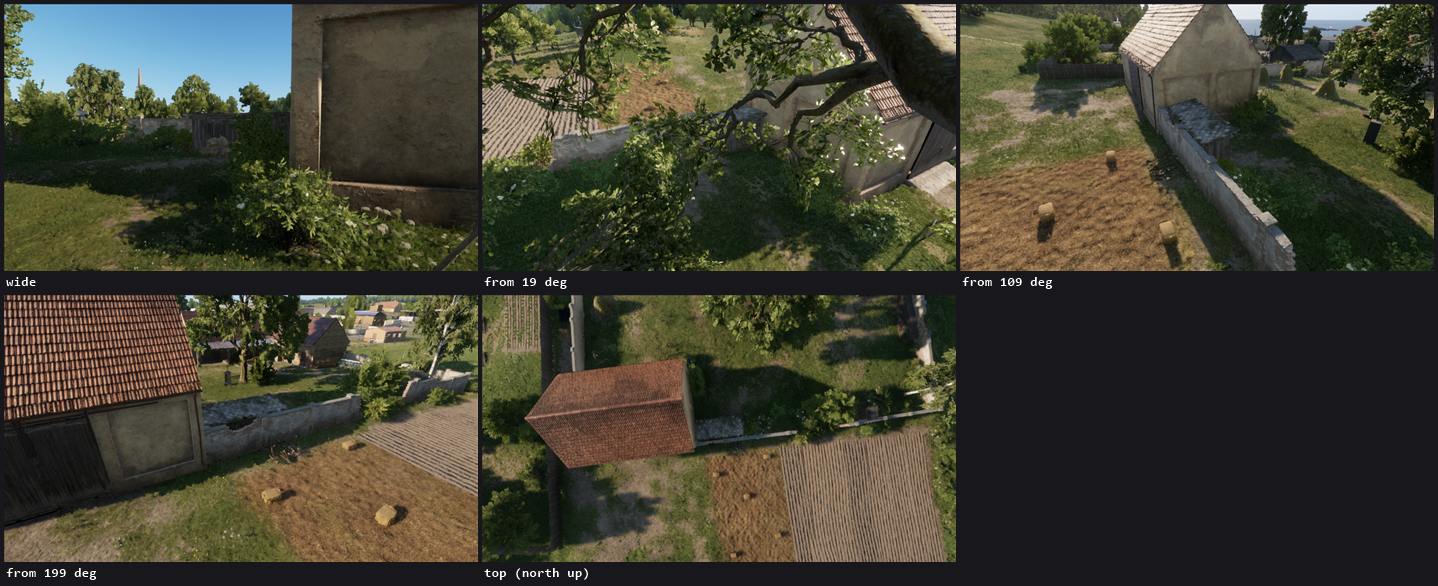 wide
from 19 deg
from 109 deg
from 199 deg
top (north up)